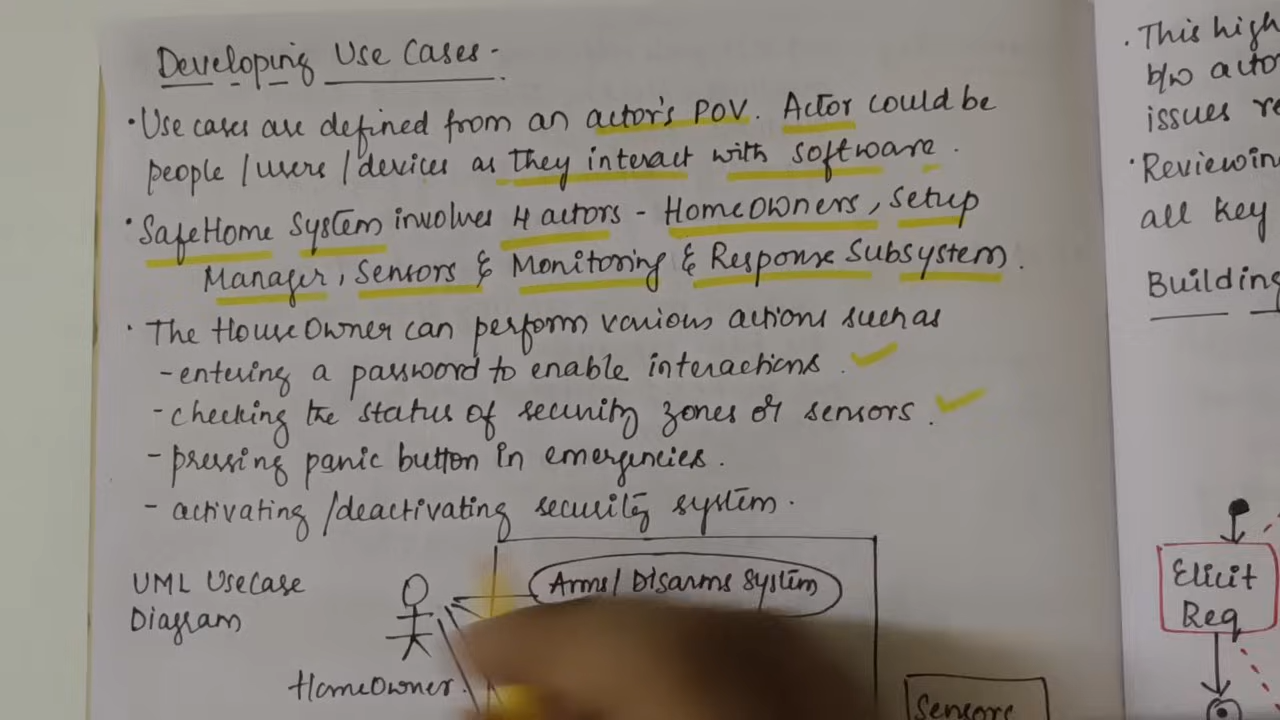 Developing Use Cases -
• Use cases are defined from an actor's POV. Actor could be
people / users / devices as they interact with software.
• SafeHome System involves 4 actors - HomeOwners, Setup
Manager, Sensors & Monitoring & Response Subsystem.
• The HouseOwner can perform various actions such as
- entering a password to enable interactions.
- checking the status of security zones or sensors.
- pressing panic button in emergencies.
- activating /deactivating security system.
UML UseCase
Diagram
Arms/ Disarms System
HomeOwner.
Sensors
• This high
b/w
issues
•
all key
Building
Elicit
Req